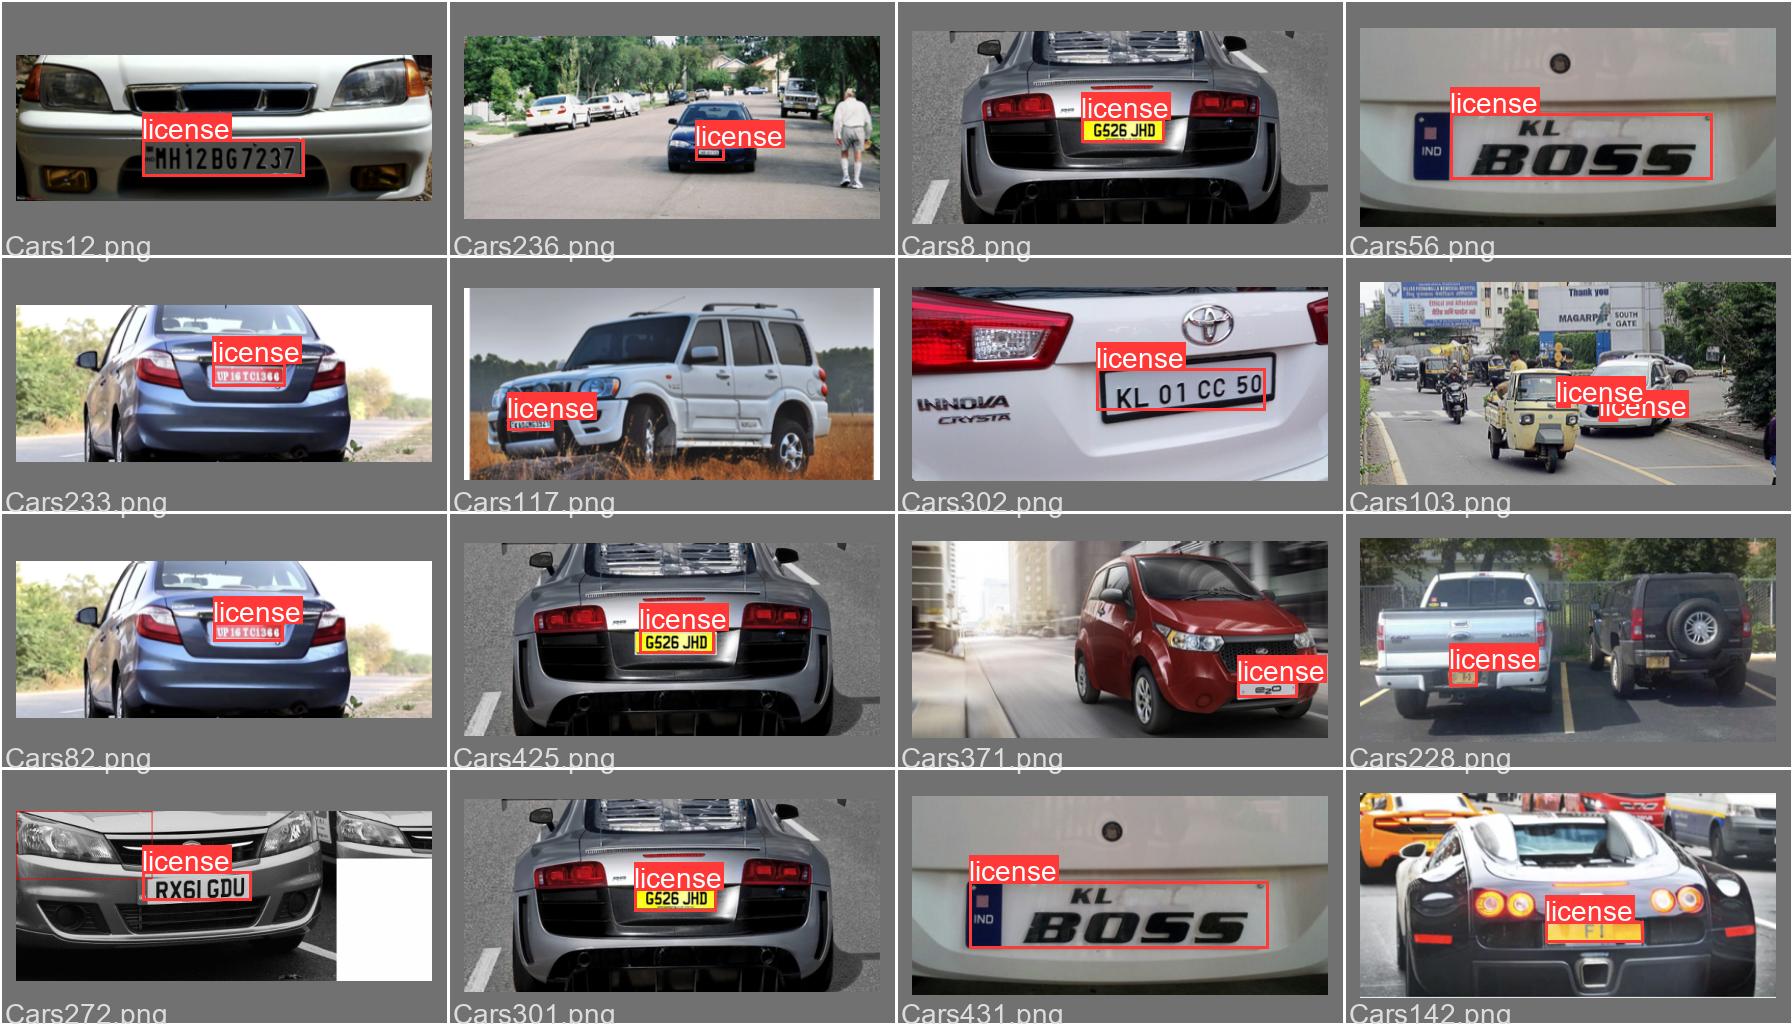 license
MH12BG7237
Cars12.png
license
Cars236.png
license
G526 JHD
Cars8.png
license
KL
IND
BOSS
Cars56.png
license
UP16TC1366
Cars233.png
license
Cars117.png
license
KL 01 CC 50
INNOVA
CRYSTA
Cars302.png
Thank you
SOUTH
GATE
license
license
Cars103.png
license
UP16TC1366
Cars82.png
license
G526 JHD
Cars425.png
license
e2o
Cars371.png
license
Cars228.png
license
RX61 GDU
Cars272.png
license
G526 JHD
Cars301.png
license
KL
IND
BOSS
Cars431.png
license
F1
Cars142.png